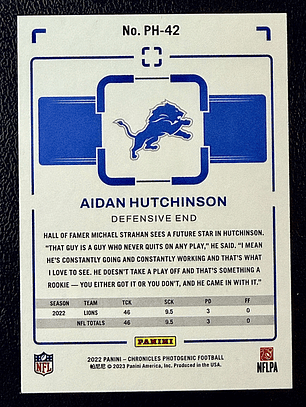 No. PH-42
AIDAN HUTCHINSON
DEFENSIVE END
HALL OF FAMER MICHAEL STRAHAN SEES A FUTURE STAR IN HUTCHINSON.
"THAT GUY IS A GUY WHO NEVER QUITS ON ANY PLAY," HE SAID. "I MEAN
HE'S CONSTANTLY GOING AND CONSTANTLY WORKING AND THAT'S WHAT
I LOVE TO SEE. HE DOESN'T TAKE A PLAY OFF AND THAT'S SOMETHING A
ROOKIE — YOU EITHER GOT IT OR YOU DON'T, AND HE CAME IN WITH IT."
SEASON TEAM TCK SCK PD FF
2022 LIONS 46 9.5 3 0
NFL TOTALS 46 9.5 3 0
PANINI
NFL
2022 PANINI – CHRONICLES PHOTOGENIC FOOTBALL
帕尼尼 © 2023 Panini America, Inc. Produced in the USA.
NFLPA